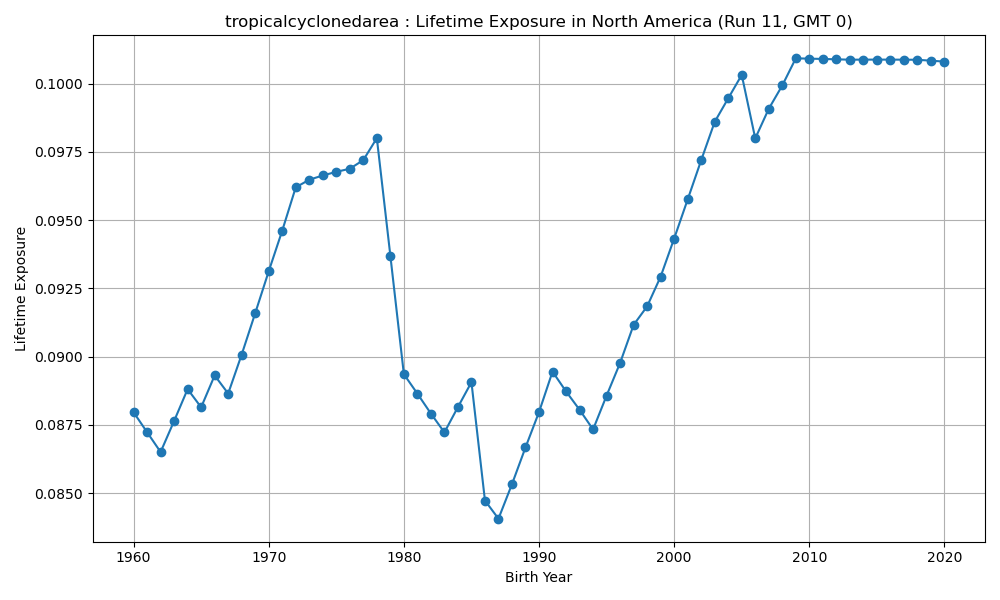 tropicalcyclonedarea : Lifetime Exposure in North America (Run 11, GMT 0)
Lifetime Exposure
0.1000
0.0975
0.0950
0.0925
0.0900
0.0875
0.0850
1960 1970 1980 1990 2000 2010 2020
Birth Year